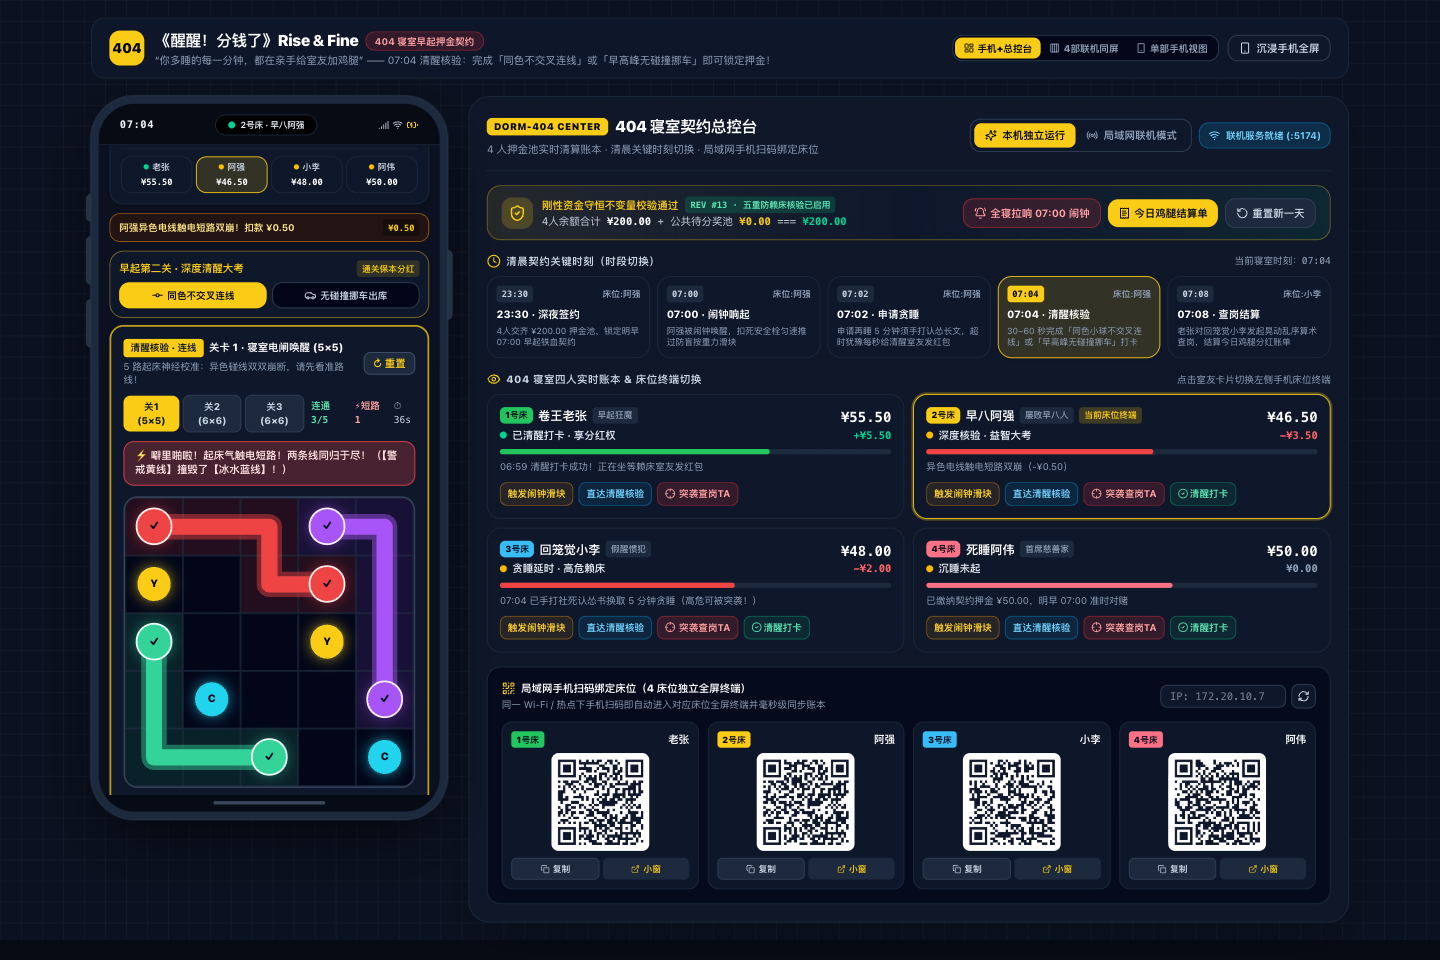 404
《醒醒！分钱了》Rise & Fine
404 寝室早起押金契约
“你多睡的每一分钟，都在亲手给室友加鸡腿” —— 07:04 清醒核验：完成「同色不交叉连线」或「早高峰无碰撞挪车」即可锁定押金！
手机+总控台
4部联机同屏
单部手机视图
沉浸手机全屏
07:04
2号床 · 早八阿强
老张
¥55.50
阿强
¥46.50
小李
¥48.00
阿伟
¥50.00
阿强异色电线触电短路双崩！扣款 ¥0.50
¥0.50
早起第二关 · 深度清醒大考
通关保本分红
同色不交叉连线
无碰撞挪车出库
清醒核验 · 连线
关卡 1 · 寝室电闸唤醒 (5×5)
5 路起床神经校准：异色碰线双双崩断，请先看准路
线！
重置
关1
(5×5)
关2
(6×6)
关3
(6×6)
连通
3/5
⚡短路
1
⏱
36s
⚡ 噼里啪啦！起床气触电短路！两条线同归于尽！（【警
戒黄线】撞毁了【冰水蓝线】！)
Y
Y
C
C
DORM-404 CENTER
404 寝室契约总控台
4 人押金池实时清算账本 · 清晨关键时刻切换 · 局域网手机扫码绑定床位
本机独立运行
局域网联机模式
联机服务就绪 (:5174)
刚性资金守恒不变量校验通过
REV #13 · 五重防赖床核验已启用
4人余额合计 ¥200.00 + 公共待分奖池 ¥0.00 === ¥200.00
全寝拉响 07:00 闹钟
今日鸡腿结算单
重置新一天
清晨契约关键时刻（时段切换）
当前寝室时刻：07:04
23:30
床位:阿强
23:30 · 深夜签约
4人交齐 ¥200.00 押金池，锁定明早
07:00 早起铁血契约
07:00
床位:阿强
07:00 · 闹钟响起
阿强被闹钟唤醒，扣死安全栓匀速推
过防盲按重力滑块
07:02
床位:阿强
07:02 · 申请贪睡
申请再睡 5 分钟须手打认怂长文，超
时犹豫每秒给清醒室友发红包
07:04
床位:阿强
07:04 · 清醒核验
30-60 秒完成「同色小球不交叉连
线」或「早高峰无碰撞挪车」打卡
07:08
床位:小李
07:08 · 查岗结算
老张对回笼觉小李发起晃动乱序算术
查岗，结算今日鸡腿分红账单
404 寝室四人实时账本 & 床位终端切换
点击室友卡片切换左侧手机床位终端
1号床
卷王老张
早起狂魔
¥55.50
已清醒打卡 · 享分红权
+¥5.50
06:59 清醒打卡成功！正在坐等赖床室友发红包
触发闹钟滑块
直达清醒核验
突袭查岗TA
2号床
早八阿强
屡败早八人
当前床位终端
¥46.50
深度核验 · 益智大考
-¥3.50
异色电线触电短路双崩（-¥0.50）
触发闹钟滑块
直达清醒核验
突袭查岗TA
清醒打卡
3号床
回笼觉小李
假醒惯犯
¥48.00
贪睡延时 · 高危赖床
-¥2.00
07:04 已手打社死认怂书换取 5 分钟贪睡（高危可被突袭！）
触发闹钟滑块
直达清醒核验
突袭查岗TA
清醒打卡
4号床
死睡阿伟
首席慈善家
¥50.00
沉睡未起
¥0.00
已缴纳契约押金 ¥50.00，明早 07:00 准时对赌
触发闹钟滑块
直达清醒核验
突袭查岗TA
清醒打卡
局域网手机扫码绑定床位（4 床位独立全屏终端）
同一 Wi-Fi / 热点下手机扫码即自动进入对应床位全屏终端并毫秒级同步账本
IP: 172.20.10.7
1号床
老张
复制
小窗
2号床
阿强
复制
小窗
3号床
小李
复制
小窗
4号床
阿伟
复制
小窗